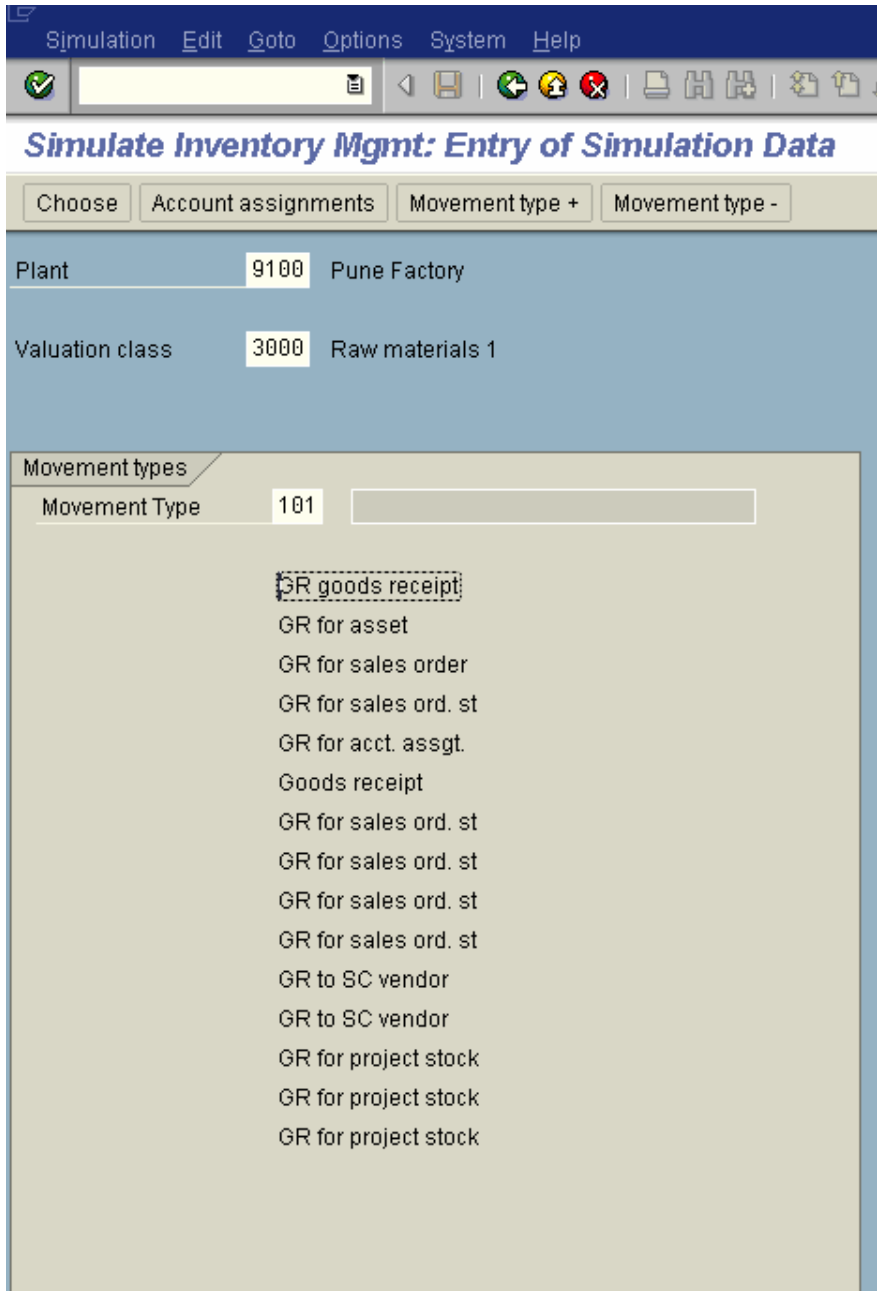 Simulation Edit Goto Options System Help
Simulate Inventory Mgmt: Entry of Simulation Data
Choose Account assignments Movement type + Movement type -
Plant 9100 Pune Factory
Valuation class 3000 Raw materials 1
Movement types
Movement Type 101
GR goods receipt
GR for asset
GR for sales order
GR for sales ord. st
GR for acct. assgt.
Goods receipt
GR for sales ord. st
GR for sales ord. st
GR for sales ord. st
GR for sales ord. st
GR to SC vendor
GR to SC vendor
GR for project stock
GR for project stock
GR for project stock